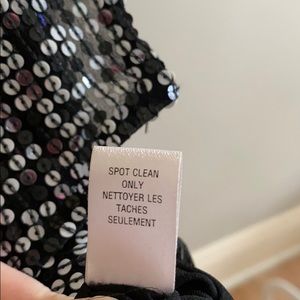 SPOT CLEAN
ONLY
NETTOYER LES
TACHES
SEULEMENT